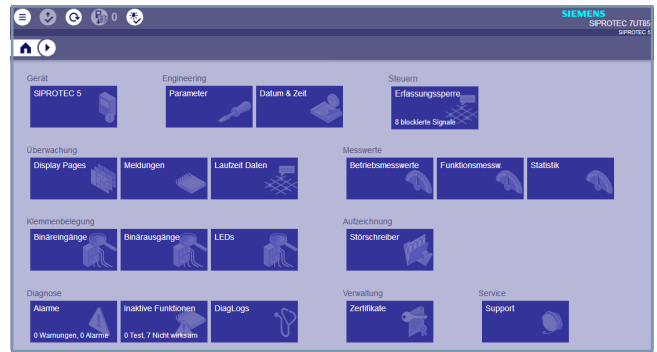 0
SIEMENS
SIPROTEC 7UT85
SIPROTEC 5
Gerät
Engineering
Steuern
SIPROTEC 5
Parameter
Datum & Zeit
Erfassungssperre
8 blockierte Signale
Überwachung
Messwerte
Display Pages
Meldungen
Laufzeit Daten
Betriebsmesswerte
Funktionsmessw.
Statistik
Klemmenbelegung
Aufzeichnung
Binäreingänge
Binärausgänge
LEDs
Störschreiber
Diagnose
Verwaltung
Service
Alarme
Inaktive Funktionen
DiagLogs
Zertifikate
Support
0 Warnungen, 0 Alarme
0 Test, 7 Nicht wirksam